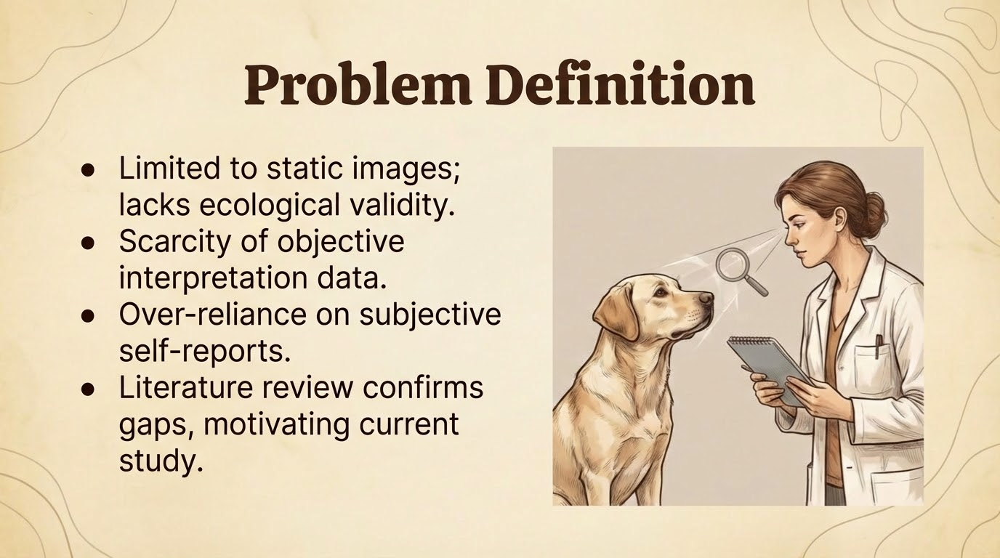 Problem Definition
● Limited to static images;
lacks ecological validity.
● Scarcity of objective
interpretation data.
● Over-reliance on subjective
self-reports.
● Literature review confirms
gaps, motivating current
study.